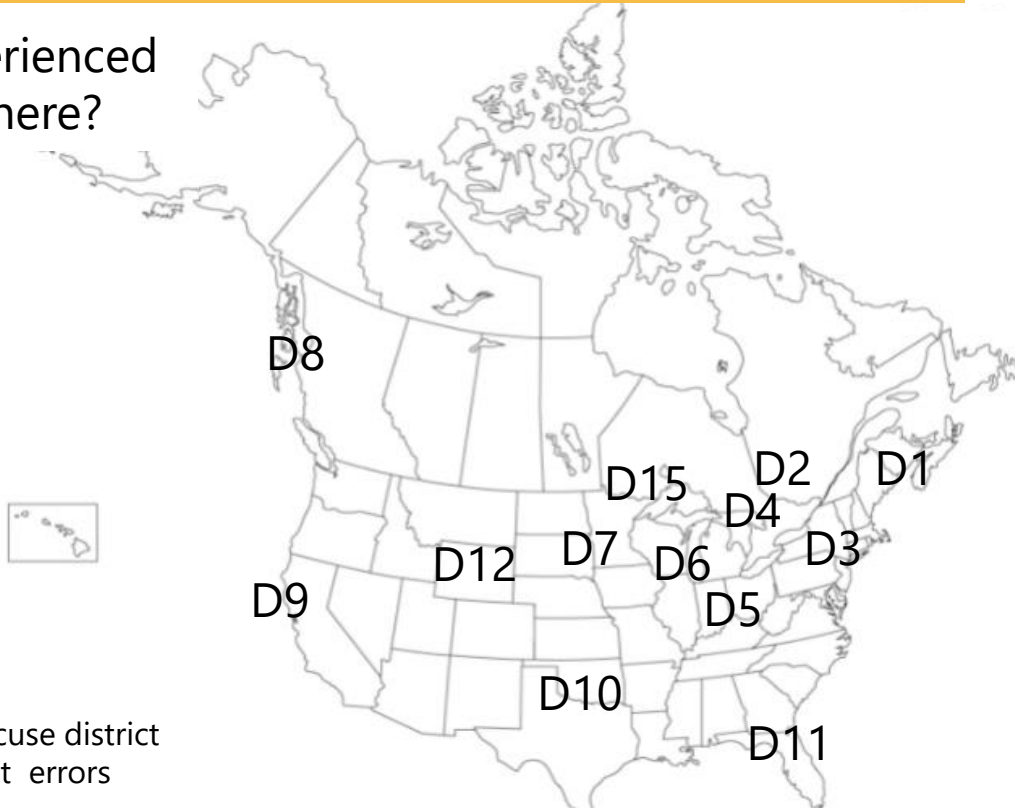 erienced
here?
D8
D1
D2
D15
D4
D7
D3
D12
D6
D9
D5
D10
D11
cuse district
t errors